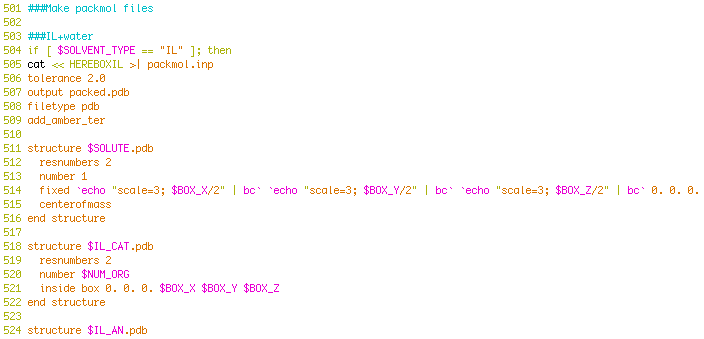 501 ###Make packmol files
502
503 ###IL+water
504 if [ $SOLVENT_TYPE == "IL" ]; then
505 cat << HEREBOXIL >| packmol.inp
506 tolerance 2.0
507 output packed.pdb
508 filetype pdb
509 add_amber_ter
510
511 structure $SOLUTE.pdb
512   resnumbers 2
513   number 1
514   fixed `echo "scale=3; $BOX_X/2" | bc` `echo "scale=3; $BOX_Y/2" | bc` `echo "scale=3; $BOX_Z/2" | bc` 0. 0. 0.
515   centerofmass
516 end structure
517
518 structure $IL_CAT.pdb
519   resnumbers 2
520   number $NUM_ORG
521   inside box 0. 0. 0. $BOX_X $BOX_Y $BOX_Z
522 end structure
523
524 structure $IL_AN.pdb